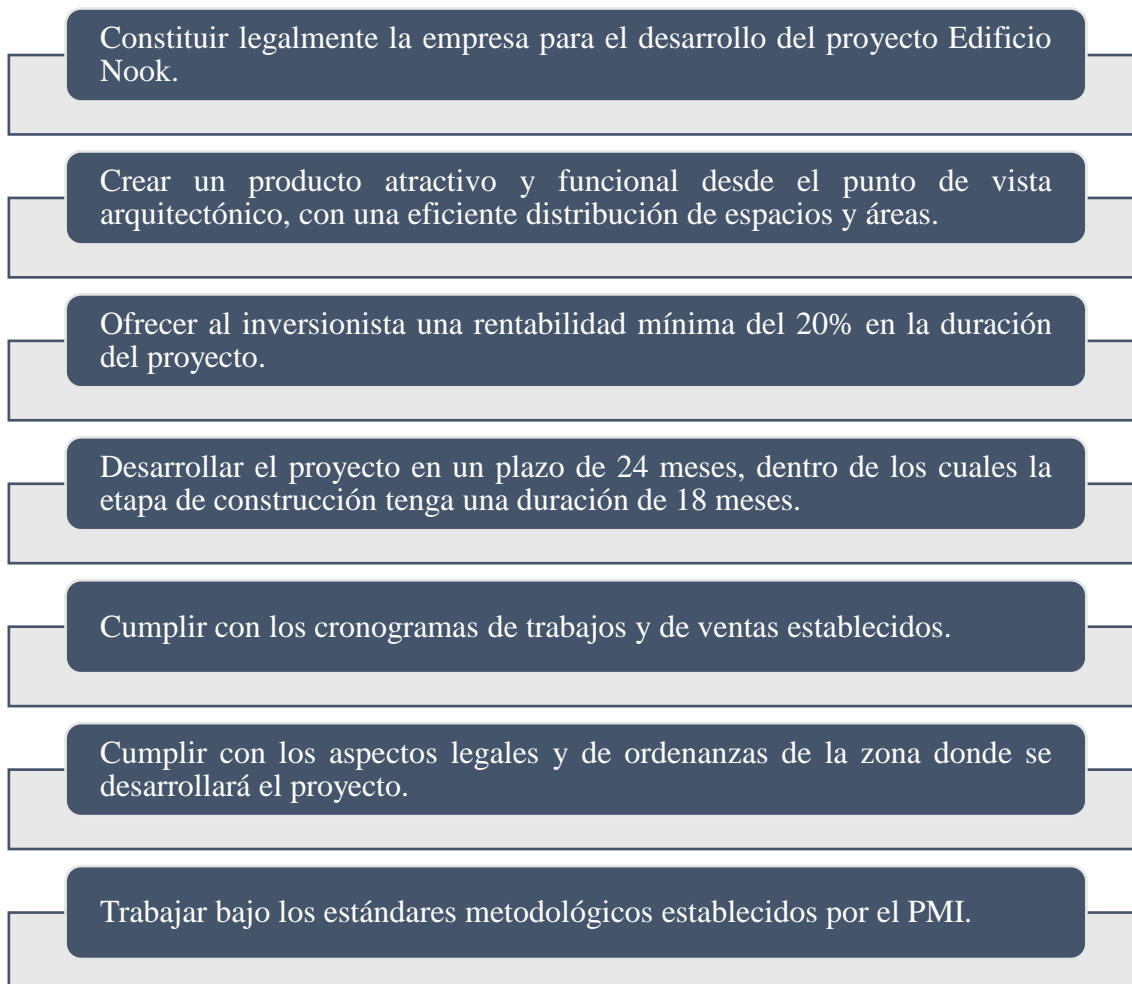 Constituir legalmente la empresa para el desarrollo del proyecto Edificio
Nook.
Crear un producto atractivo y funcional desde el punto de vista
arquitectónico, con una eficiente distribución de espacios y áreas.
Ofrecer al inversionista una rentabilidad mínima del 20% en la duración
del proyecto.
Desarrollar el proyecto en un plazo de 24 meses, dentro de los cuales la
etapa de construcción tenga una duración de 18 meses.
Cumplir con los cronogramas de trabajos y de ventas establecidos.
Cumplir con los aspectos legales y de ordenanzas de la zona donde se
desarrollará el proyecto.
Trabajar bajo los estándares metodológicos establecidos por el PMI.